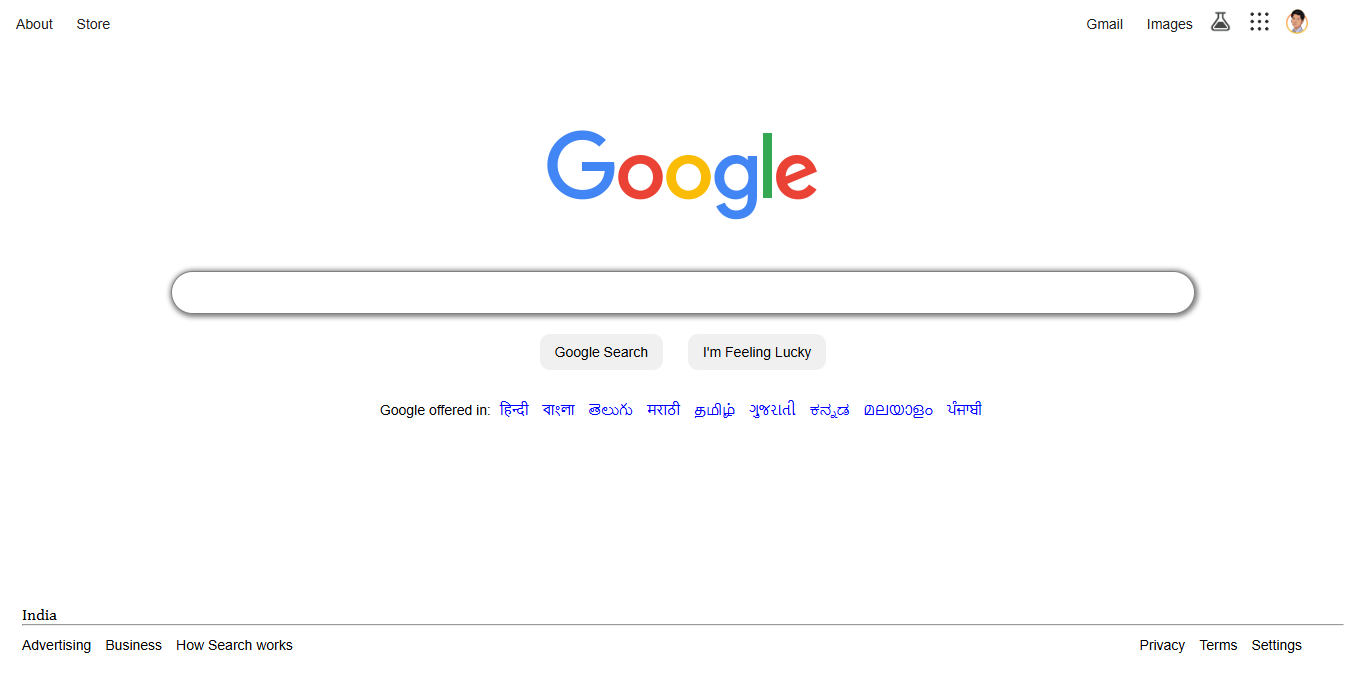 About Store Gmail Images
Google
Google Search I'm Feeling Lucky
Google offered in: हिन्दी বাংলা తెలుగు मराठी தமிழ் ગુજરાતી ಕನ್ನಡ മലയാളം ਪੰਜਾਬੀ
India
Advertising Business How Search works Privacy Terms Settings